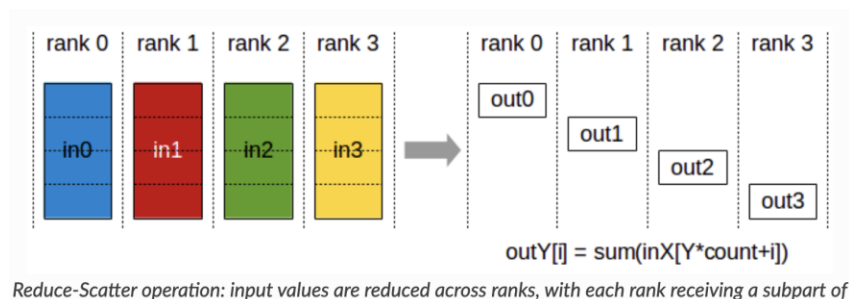 rank 0 rank 1 rank 2 rank 3 rank 0 rank 1 rank 2 rank 3
out0
out1
in0 in1 in2 in3
out2
out3
outY[i] = sum(inX[Y*count+i])
Reduce-Scatter operation: input values are reduced across ranks, with each rank receiving a subpart of